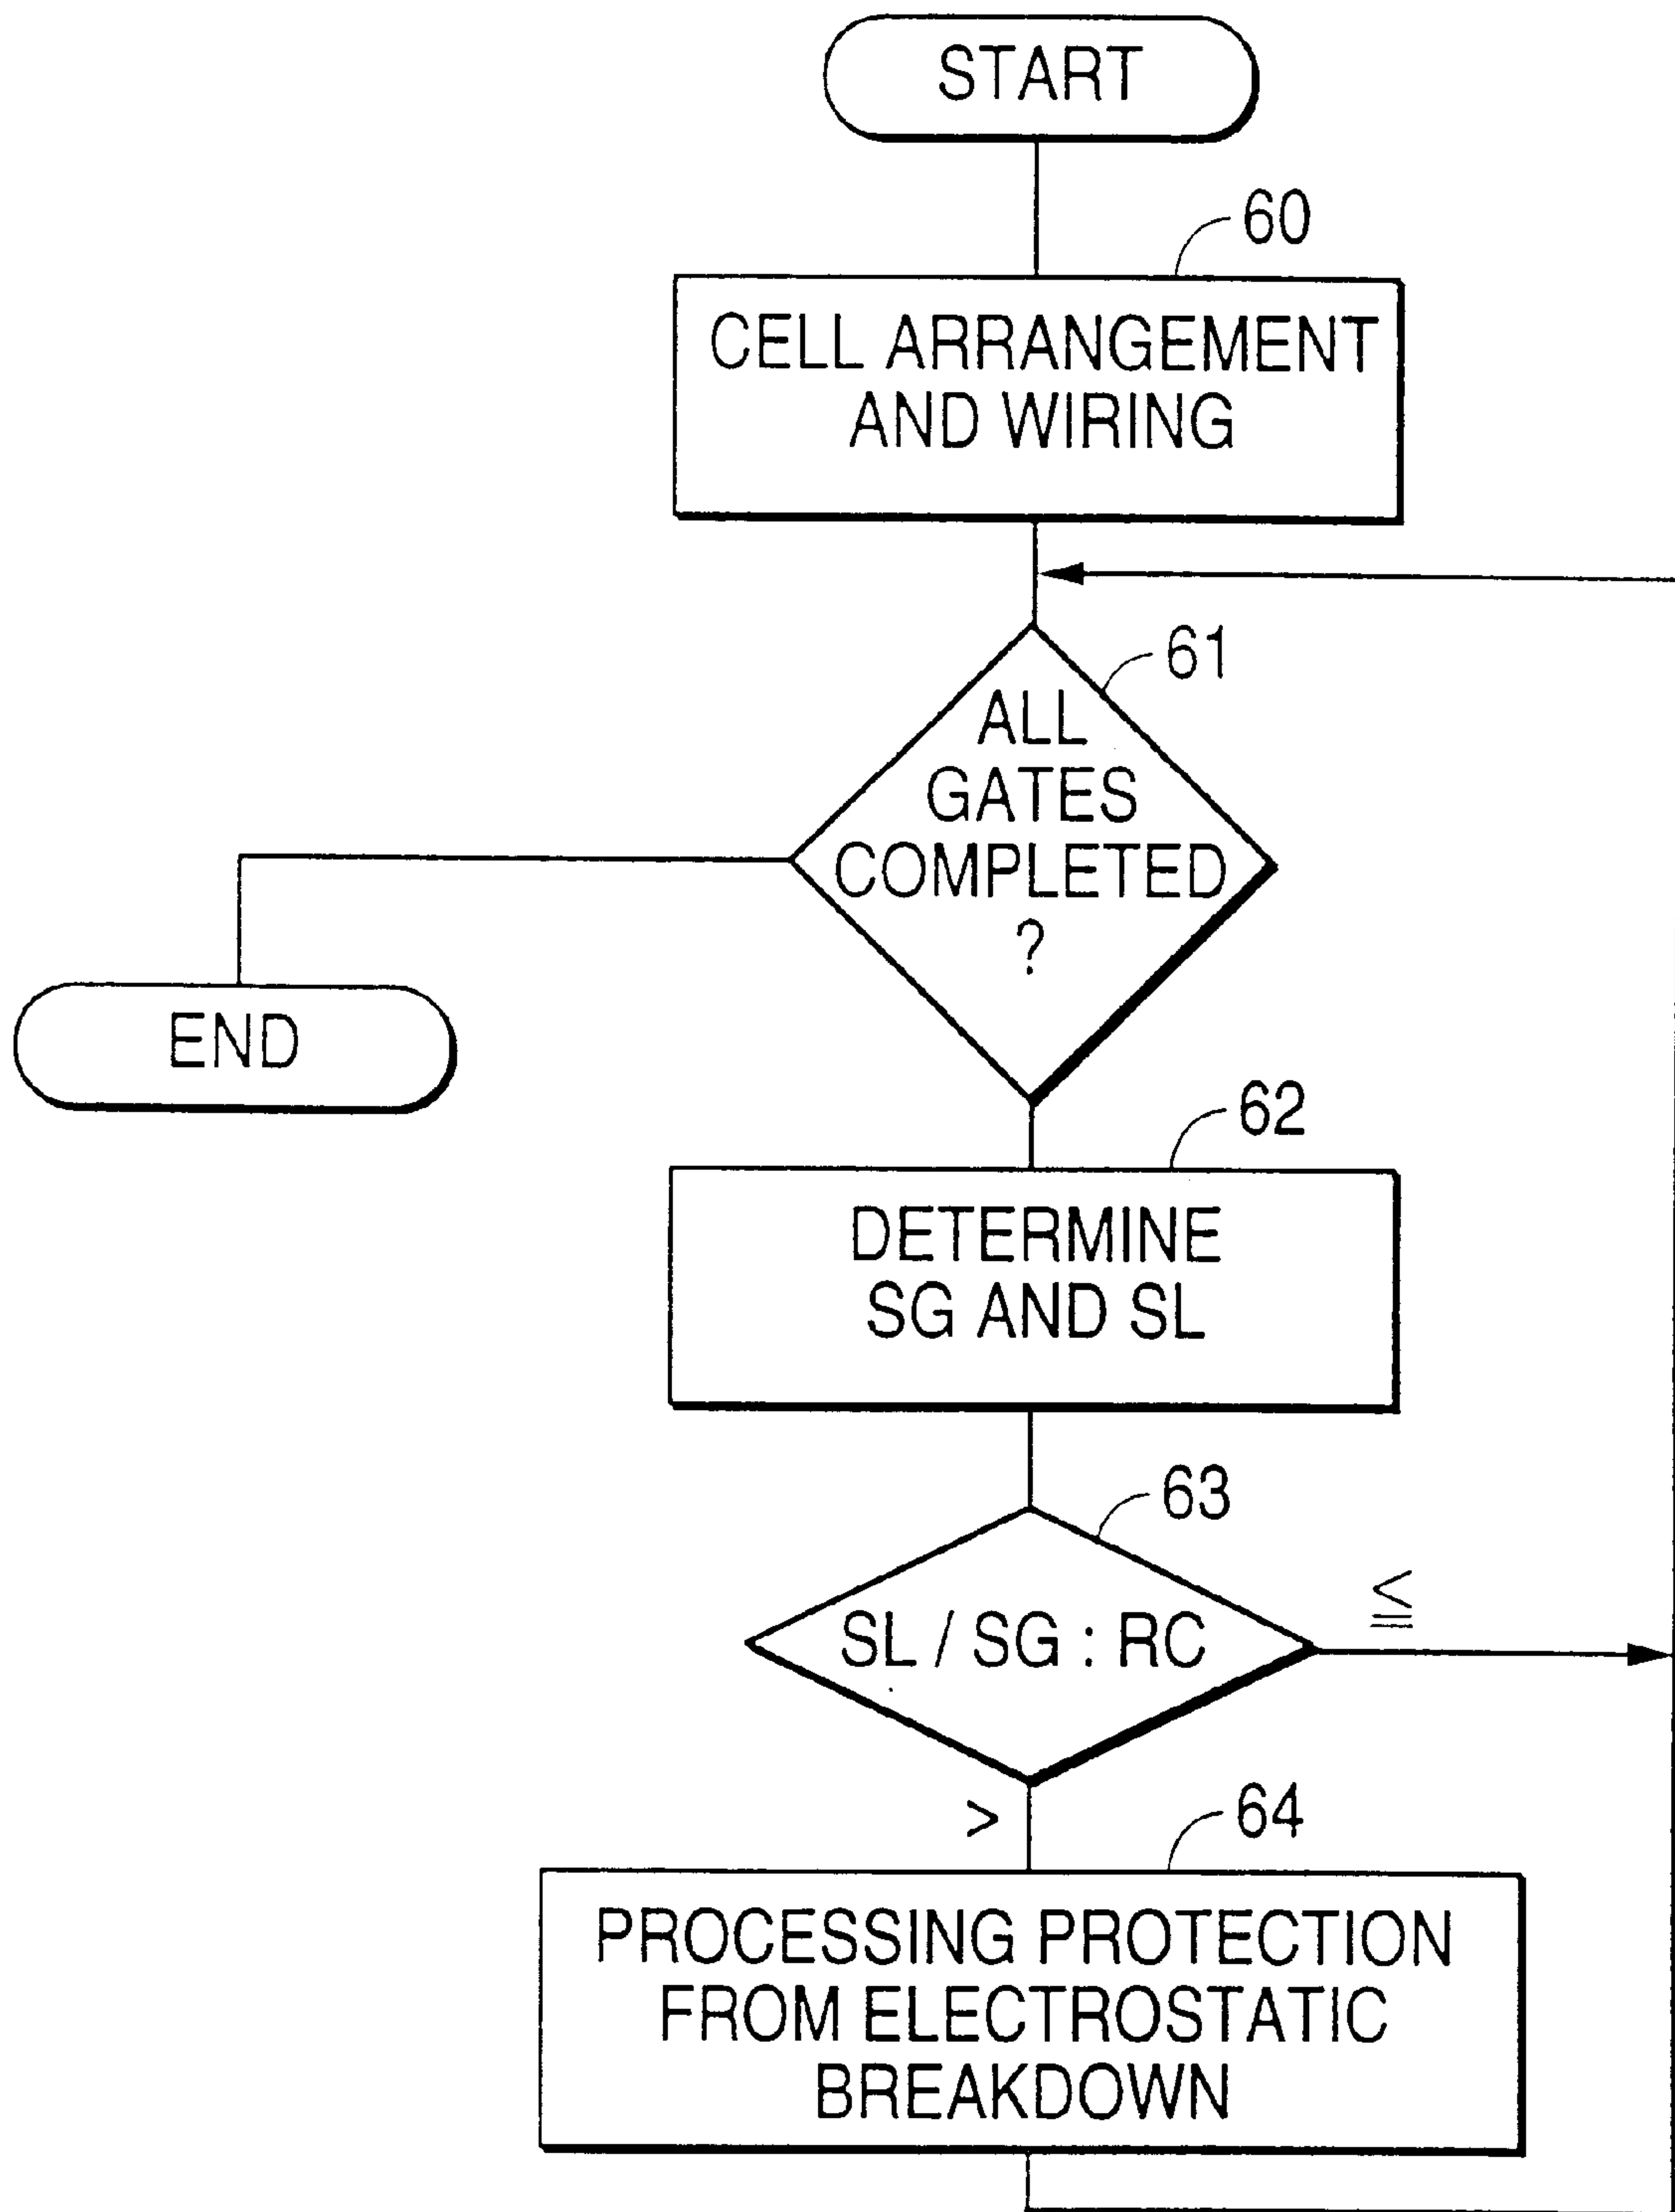 START
60
CELL ARRANGEMENT
AND WIRING
61
ALL
GATES
COMPLETED
?
END
62
DETERMINE
SG AND SL
63
SL / SG : RC
≦
>
64
PROCESSING PROTECTION
FROM ELECTROSTATIC
BREAKDOWN